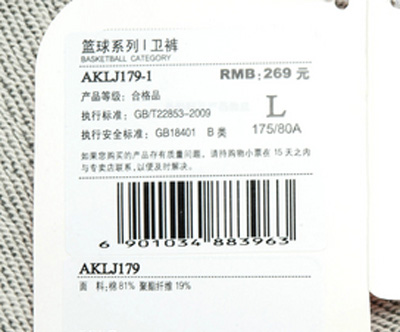 篮球系列 | 卫裤
BASKETBALL CATEGORY
AKLJ179-1 RMB:269 元
产品等级：合格品
执行标准：GB/T22853-2009 L
执行安全标准：GB18401 B 类 175/80A
如果您购买的产品存有质量问题，请持购物小票在 15 天之内
与专卖店联系,以便及时解决。
6 901034 883963
AKLJ179
面 料:棉81% 聚酯纤维19%